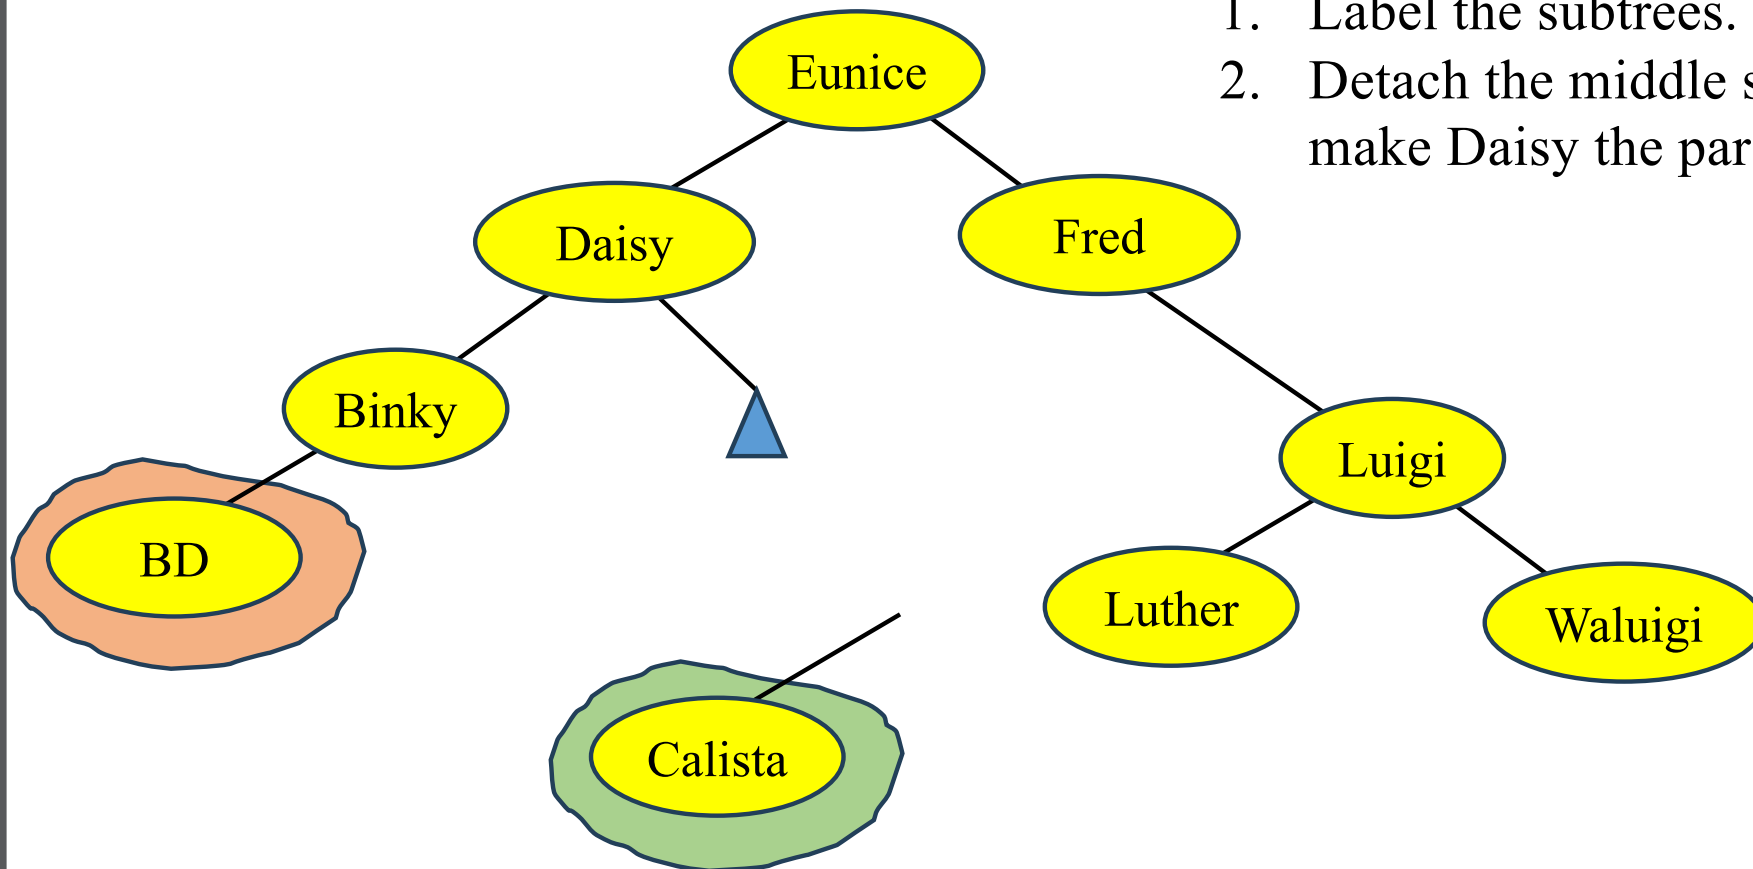 1. Label the subtrees.
2. Detach the middle s
make Daisy the par
Eunice
Daisy
Fred
Binky
Luigi
BD
Luther
Waluigi
Calista